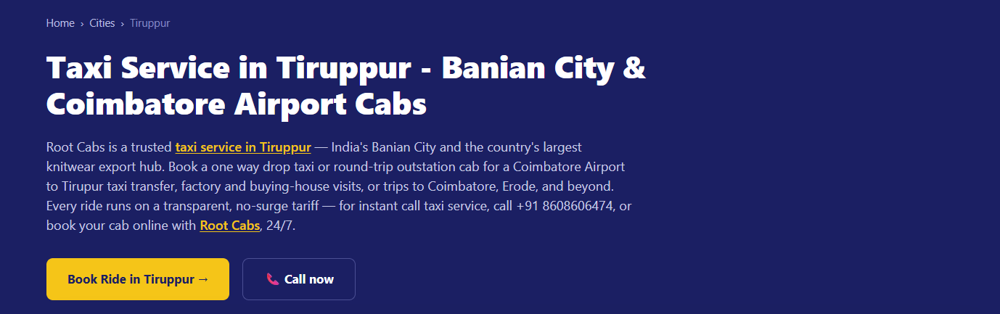 Home › Cities › Tiruppur
Taxi Service in Tiruppur - Banian City &
Coimbatore Airport Cabs
Root Cabs is a trusted taxi service in Tiruppur — India's Banian City and the country's largest
knitwear export hub. Book a one way drop taxi or round-trip outstation cab for a Coimbatore Airport
to Tirupur taxi transfer, factory and buying-house visits, or trips to Coimbatore, Erode, and beyond.
Every ride runs on a transparent, no-surge tariff — for instant call taxi service, call +91 8608606474, or
book your cab online with Root Cabs, 24/7.
Book Ride in Tiruppur →
Call now